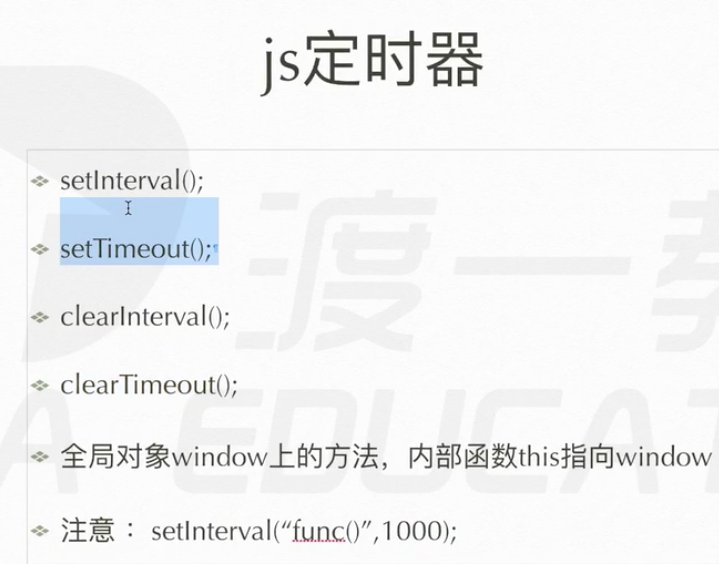 js定时器
setInterval();
setTimeout();
clearInterval();
clearTimeout();
全局对象window上的方法，内部函数this指向window
注意： setInterval(“func()”,1000);
渡一教
A EDUCAT